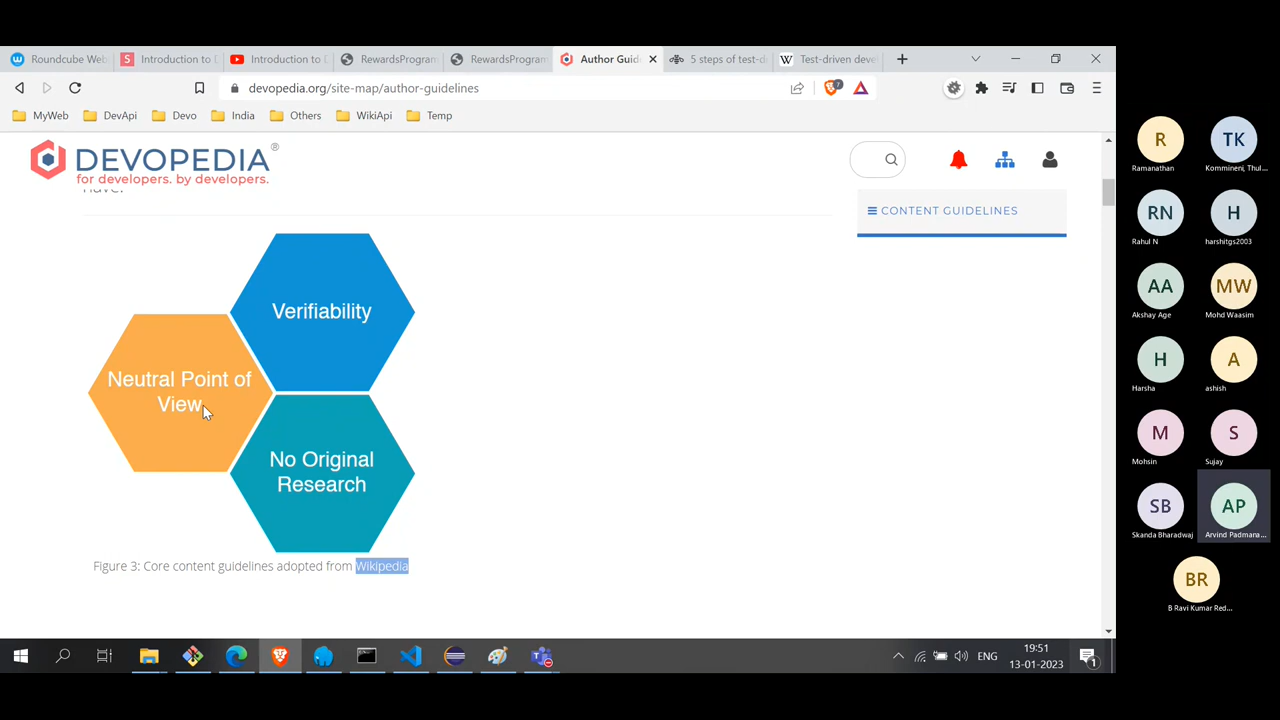 Roundcube Web
Introduction to D
Introduction to D
RewardsProgram
RewardsProgram
Author Guid
5 steps of test-d
Test-driven deve
devopedia.org/site-map/author-guidelines
7
MyWeb
DevApi
Devo
India
Others
WikiApi
Temp
DEVOPEDIA®
for developers. by developers.
have.
CONTENT GUIDELINES
Verifiability
Neutral Point of
View
No Original
Research
Figure 3: Core content guidelines adopted from Wikipedia
ENG
19:51
13-01-2023
1
R
Ramanathan
TK
Kommineni, Thul...
RN
Rahul N
H
harshitgs2003
AA
Akshay Age
MW
Mohd Waasim
H
Harsha
A
ashish
M
Mohsin
S
Sujay
SB
Skanda Bharadwaj
AP
Arvind Padmana...
BR
B Ravi Kumar Red...